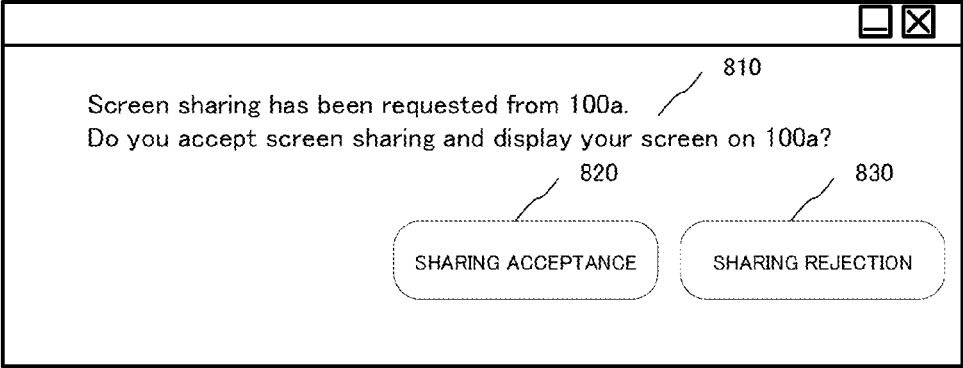 810
Screen sharing has been requested from 100a.
Do you accept screen sharing and display your screen on 100a?
820
830
SHARING ACCEPTANCE
SHARING REJECTION